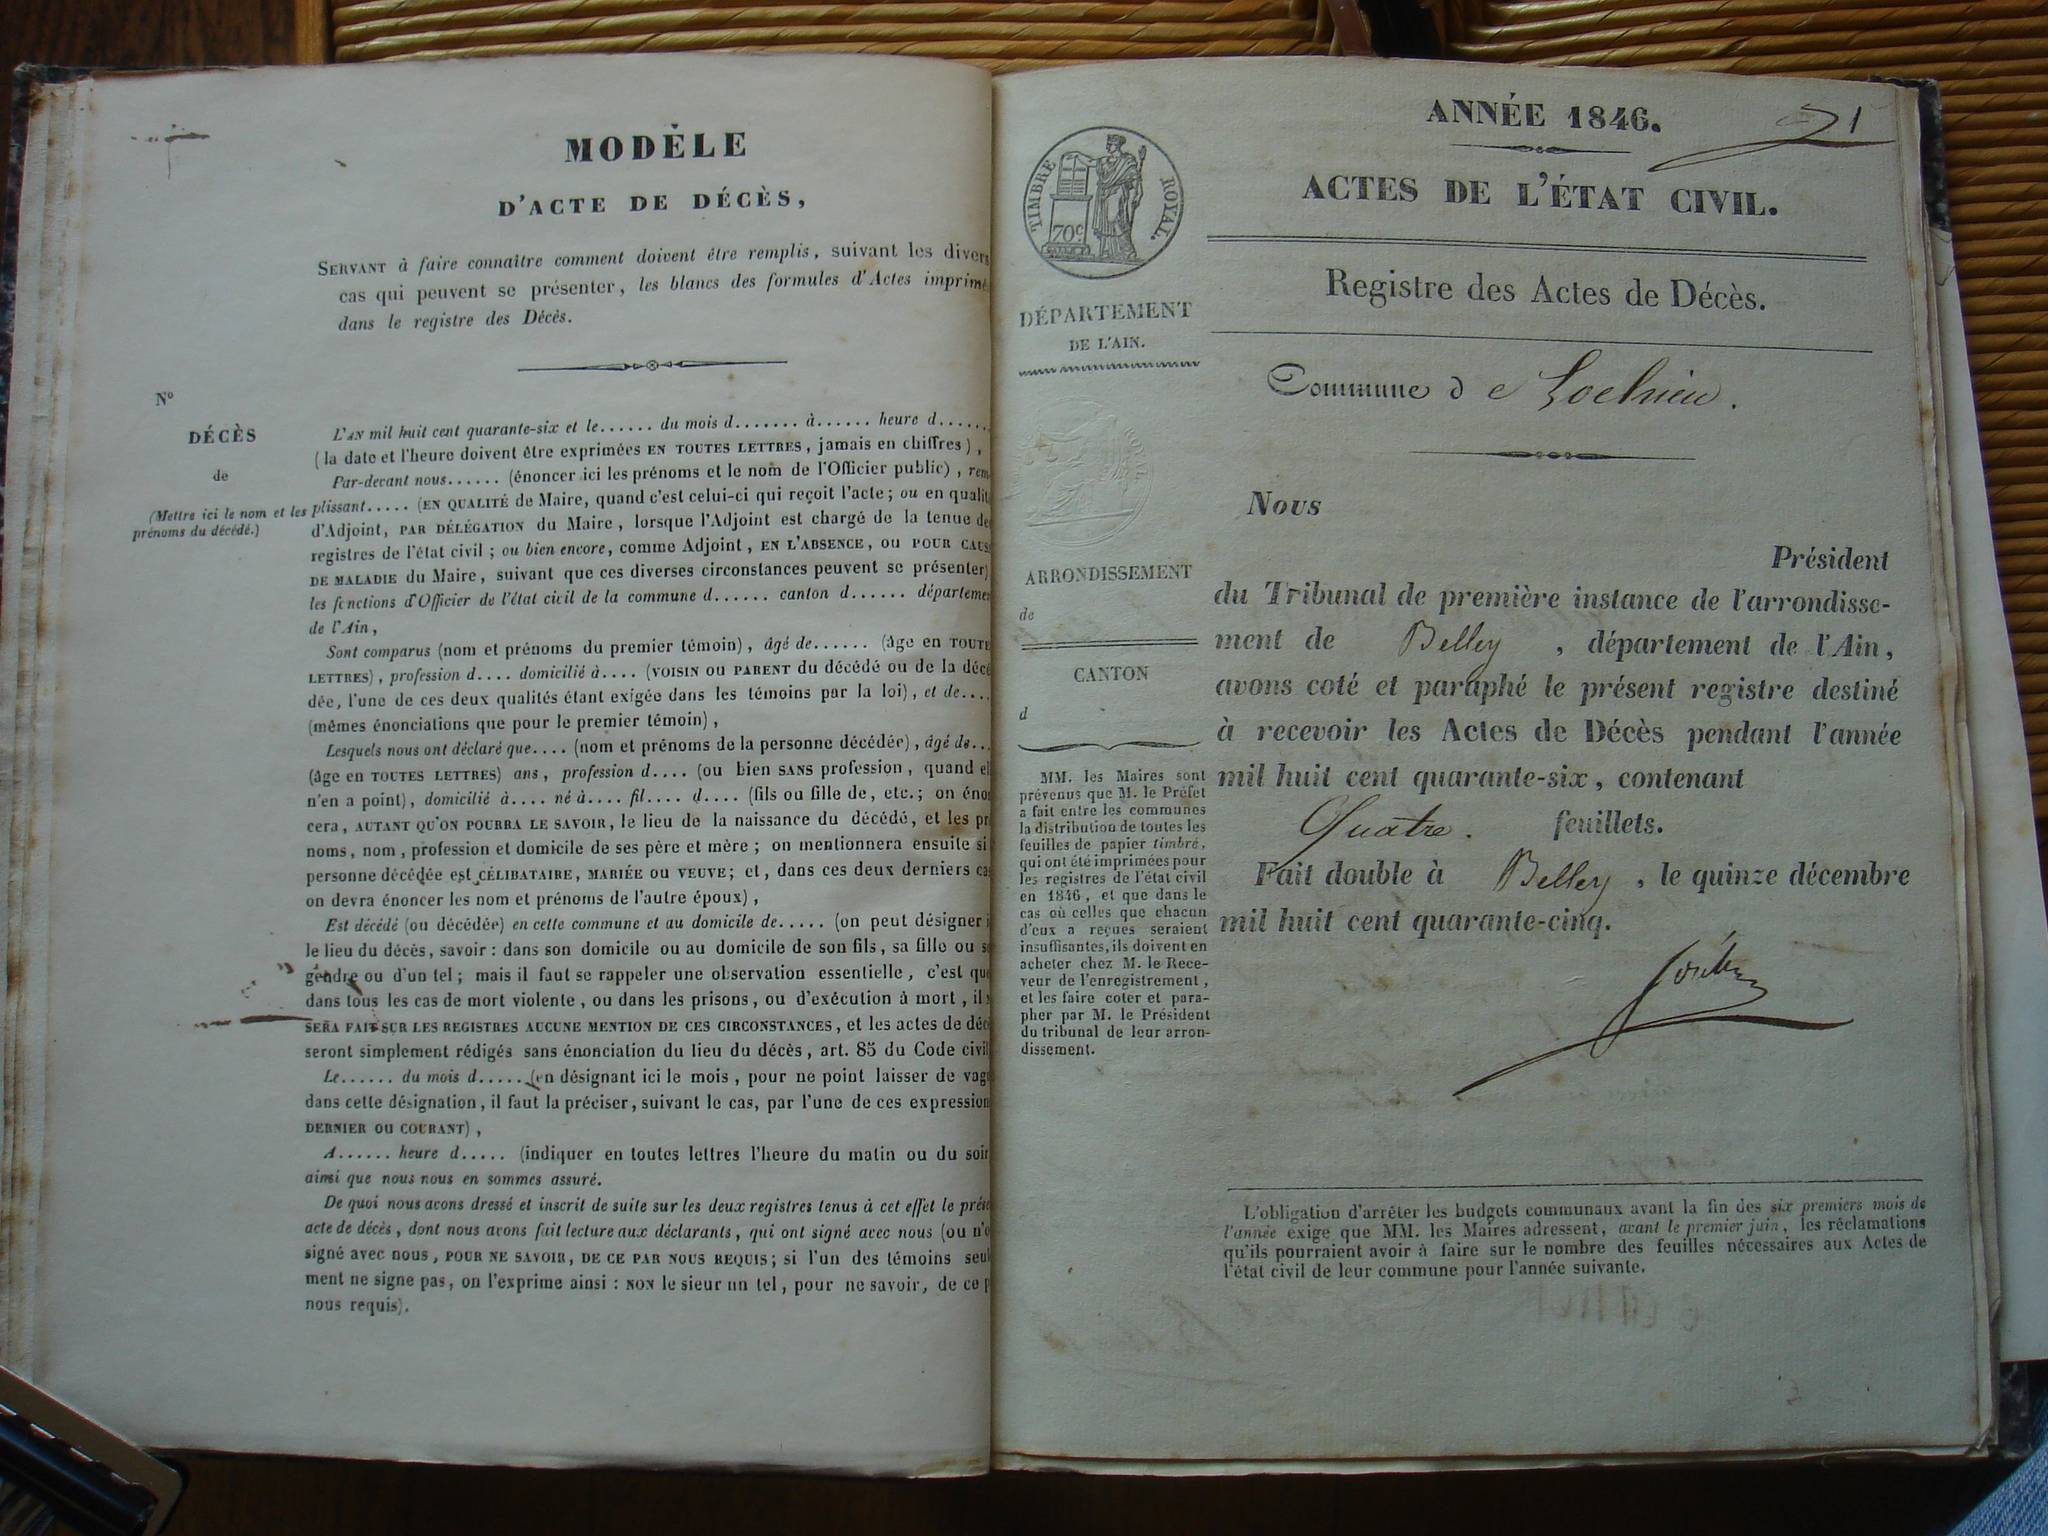 MODÈLE
D'ACTE DE DÉCÈS,
SERVANT à faire connaître comment doivent être remplis, suivant les divers
cas qui peuvent se présenter, les blancs des formules d'Actes imprimé
dans le registre des Décès.
N°
DÉCÈS
de
(Mettre ici le nom et les
prénoms du décédé.)
L'AN mil huit cent quarante-six et le...... du mois d....... à...... heure d......
(la date et l'heure doivent être exprimées EN TOUTES LETTRES, jamais en chiffres),
Par-devant nous...... (énoncer ici les prénoms et le nom de l'Officier public), rem
plissant..... (EN QUALITÉ de Maire, quand c'est celui-ci qui reçoit l'acte; ou en qualit
d'Adjoint, PAR DÉLÉGATION du Maire, lorsque l'Adjoint est chargé de la tenue de
registres de l'état civil; ou bien encore, comme Adjoint, EN L'ABSENCE, OU POUR CAUS
DE MALADIE du Maire, suivant que ces diverses circonstances peuvent se présenter)
les fonctions d'Officier de l'état civil de la commune d...... canton d...... départeme
de l'Ain,
Sont comparus (nom et prénoms du premier témoin), âgé de...... (âge en TOUTE
LETTRES), profession d.... domicilié à.... (VOISIN OU PARENT du décédé ou de la décé
dée, l'une de ces deux qualités étant exigée dans les témoins par la loi), et de....
(mêmes énonciations que pour le premier témoin),
Lesquels nous ont déclaré que.... (nom et prénoms de la personne décédée), âgé de...
(âge en TOUTES LETTRES) ans, profession d.... (ou bien SANS profession, quand el
n'en a point), domicilié à.... né à.... fil.... d.... (fils ou fille de, etc.; on énon
cera, AUTANT QU'ON POURRA LE SAVOIR, le lieu de la naissance du décédé, et les pr
noms, nom, profession et domicile de ses père et mère; on mentionnera ensuite si
personne décédée est CÉLIBATAIRE, MARIÉE OU VEUVE; et, dans ces deux derniers cas
on devra énoncer les nom et prénoms de l'autre époux),
Est décédé (ou décédée) en cette commune et au domicile de..... (on peut désigner i
le lieu du décès, savoir: dans son domicile ou au domicile de son fils, sa fille ou s
gendre ou d'un tel; mais il faut se rappeler une observation essentielle, c'est que
dans tous les cas de mort violente, ou dans les prisons, ou d'exécution à mort, il
SERA FAIT SUR LES REGISTRES AUCUNE MENTION DE CES CIRCONSTANCES, et les actes de déc
seront simplement rédigés sans énonciation du lieu du décès, art. 85 du Code civil
Le...... du mois d...... (en désignant ici le mois, pour ne point laisser de vag
dans cette désignation, il faut la préciser, suivant le cas, par l'une de ces expression
DERNIER OU COURANT),
A...... heure d..... (indiquer en toutes lettres l'heure du matin ou du soir
ainsi que nous nous en sommes assuré.
De quoi nous avons dressé et inscrit de suite sur les deux registres tenus à cet effet le prése
acte de décès, dont nous avons fait lecture aux déclarants, qui ont signé avec nous (ou n'o
signé avec nous, POUR NE SAVOIR, DE CE PAR NOUS REQUIS; si l'un des témoins seul
ment ne signe pas, on l'exprime ainsi: NON le sieur un tel, pour ne savoir, de ce p
nous requis).
ANNÉE 1846.
1
TIMBRE ROYAL.
70c
ACTES DE L'ÉTAT CIVIL.
Registre des Actes de Décès.
DÉPARTEMENT
DE L'AIN.
Commune de Lochieu.
Nous
Président
du Tribunal de première instance de l'arrondisse-
ment de Belley, département de l'Ain,
avons coté et paraphé le présent registre destiné
à recevoir les Actes de Décès pendant l'année
mil huit cent quarante-six, contenant
Quatre. feuillets.
Fait double à Belley, le quinze décembre
mil huit cent quarante-cinq.
ARRONDISSEMENT
de
CANTON
d
MM. les Maires sont
prévenus que M. le Préfet
a fait entre les communes
la distribution de toutes les
feuilles de papier timbré,
qui ont été imprimées pour
les registres de l'état civil
en 1846, et que dans le
cas où celles que chacun
d'eux a reçues seraient
insuffisantes, ils doivent en
acheter chez M. le Rece-
veur de l'enregistrement,
et les faire coter et para-
pher par M. le Président
du tribunal de leur arron-
dissement.
L'obligation d'arrêter les budgets communaux avant la fin des six premiers mois de
l'année exige que MM. les Maires adressent, avant le premier juin, les réclamations
qu'ils pourraient avoir à faire sur le nombre des feuilles nécessaires aux Actes de
l'état civil de leur commune pour l'année suivante.